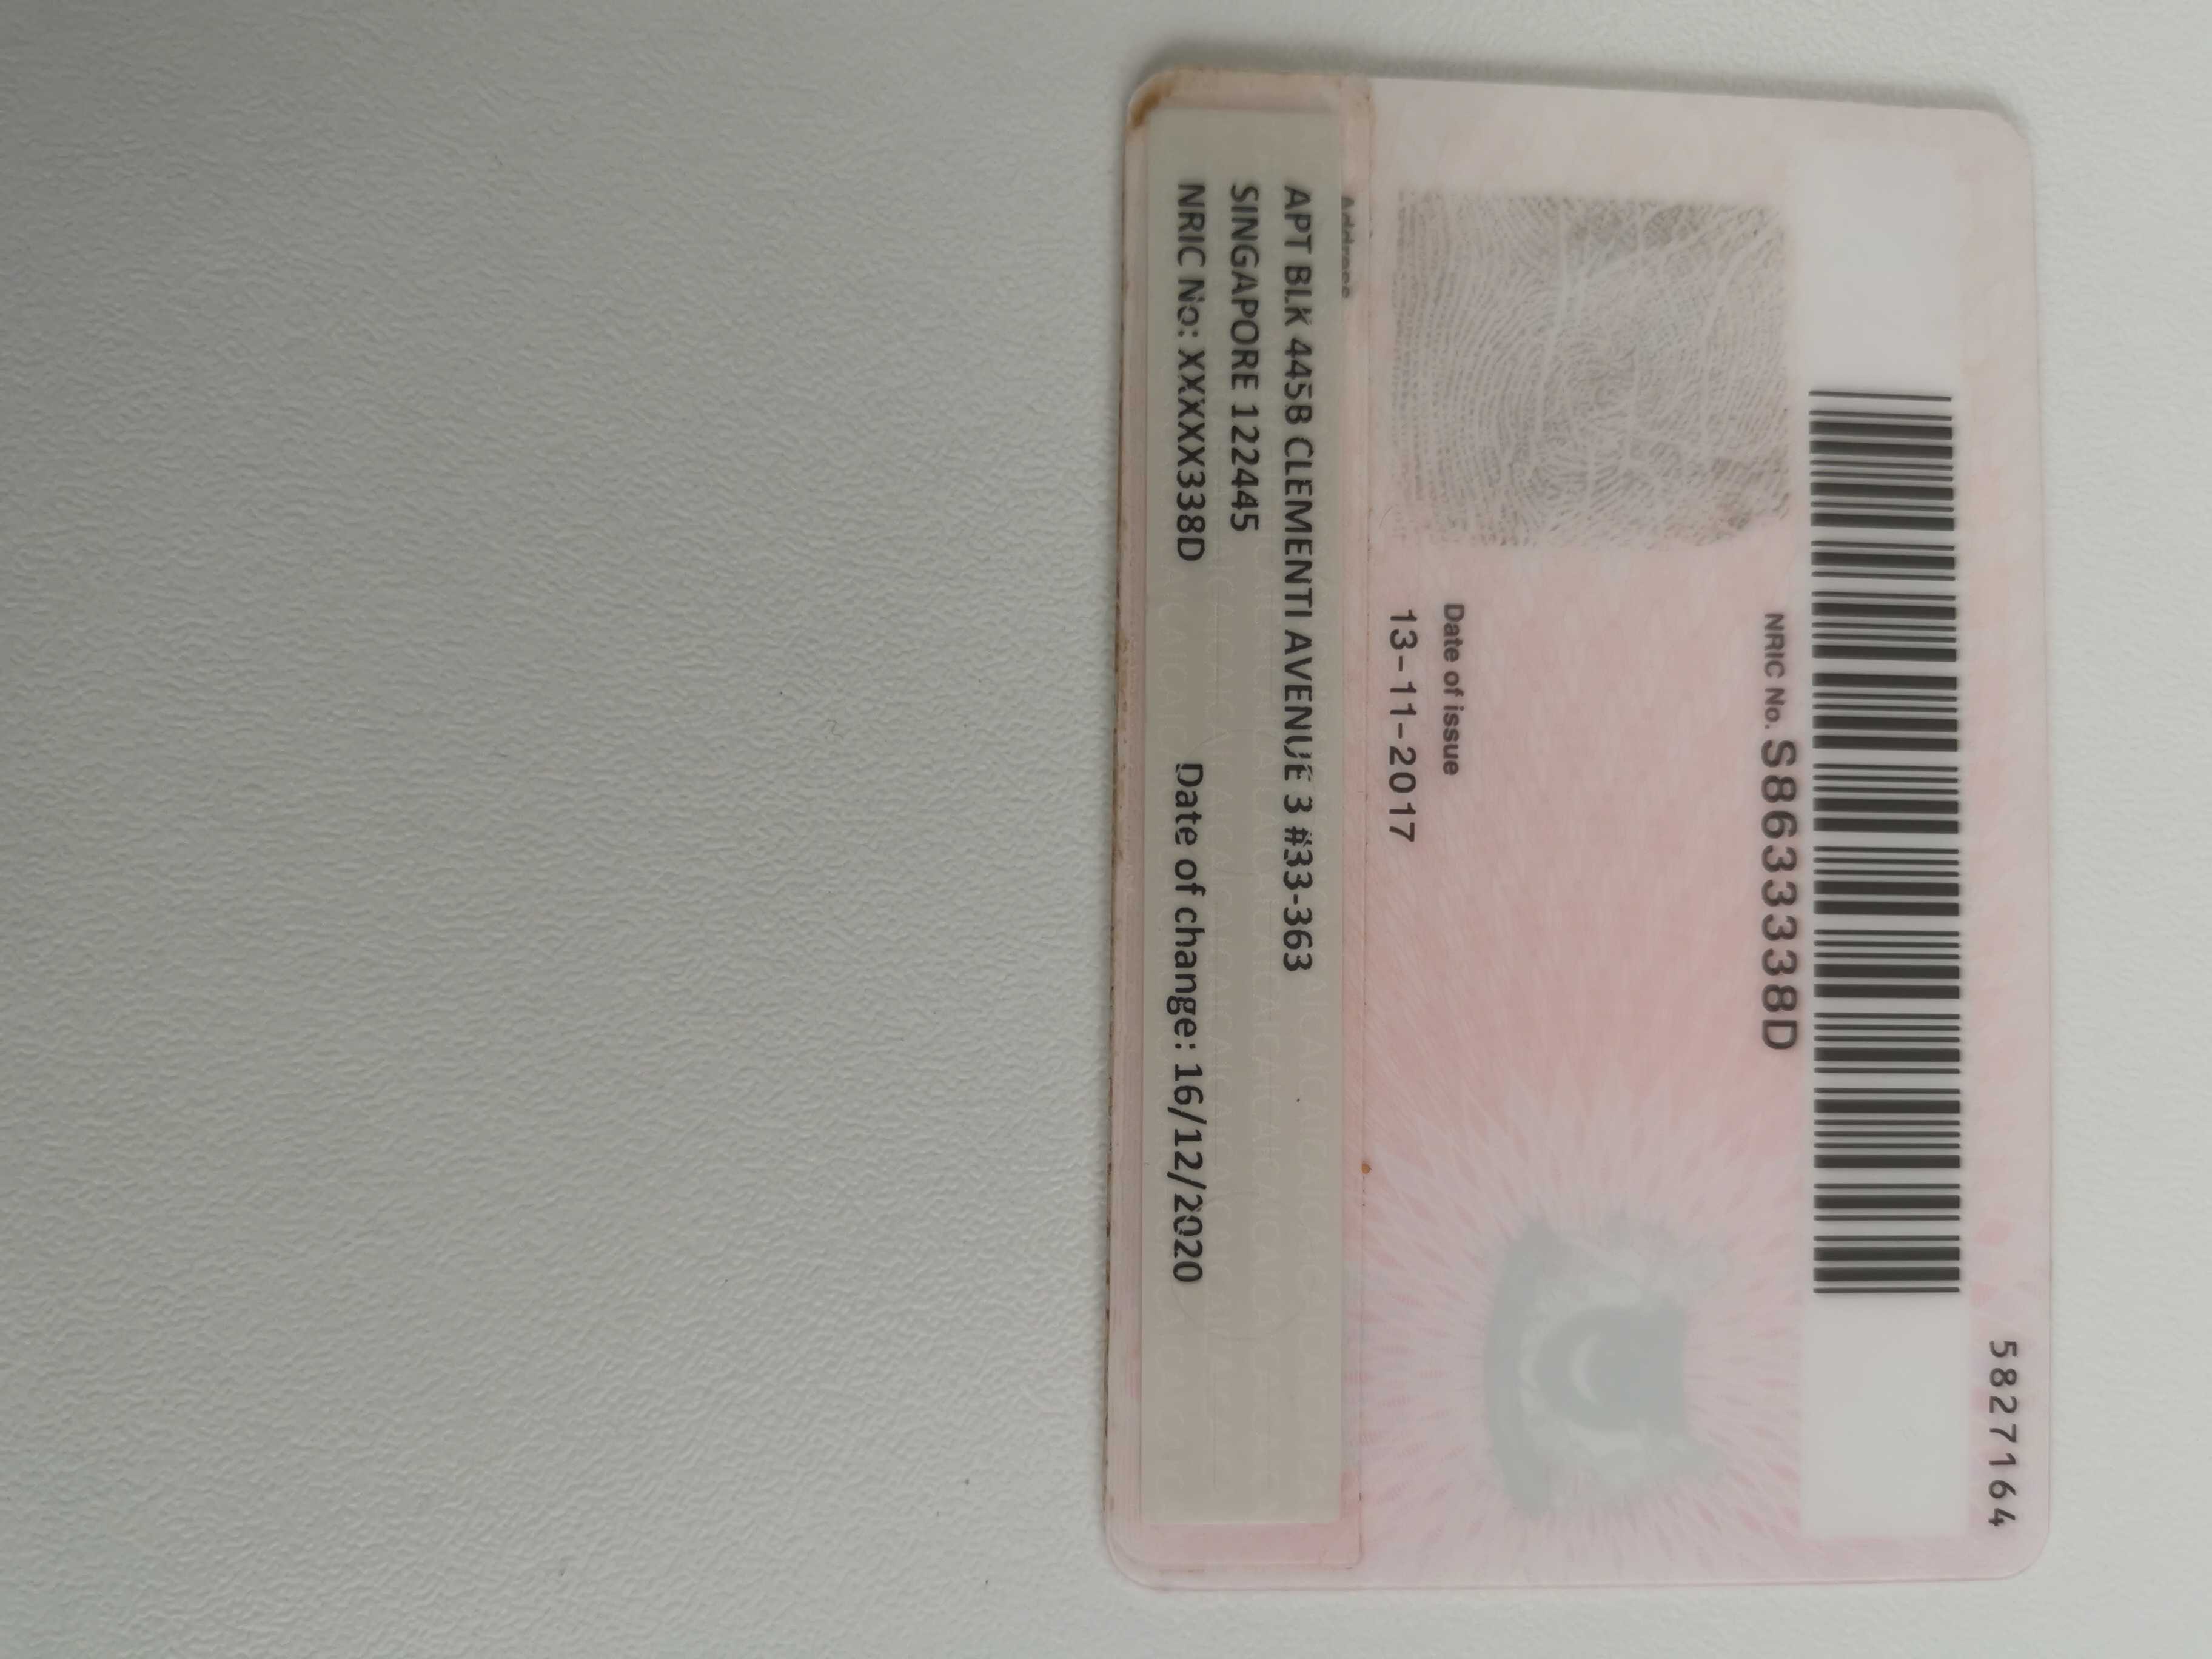 5827164
NRIC No. S8633338D
Date of issue
13-11-2017
Address
APT BLK 445B CLEMENTI AVENUE 3 #33-363
SINGAPORE 122445
NRIC No: XXXXX338D Date of change: 16/12/2020